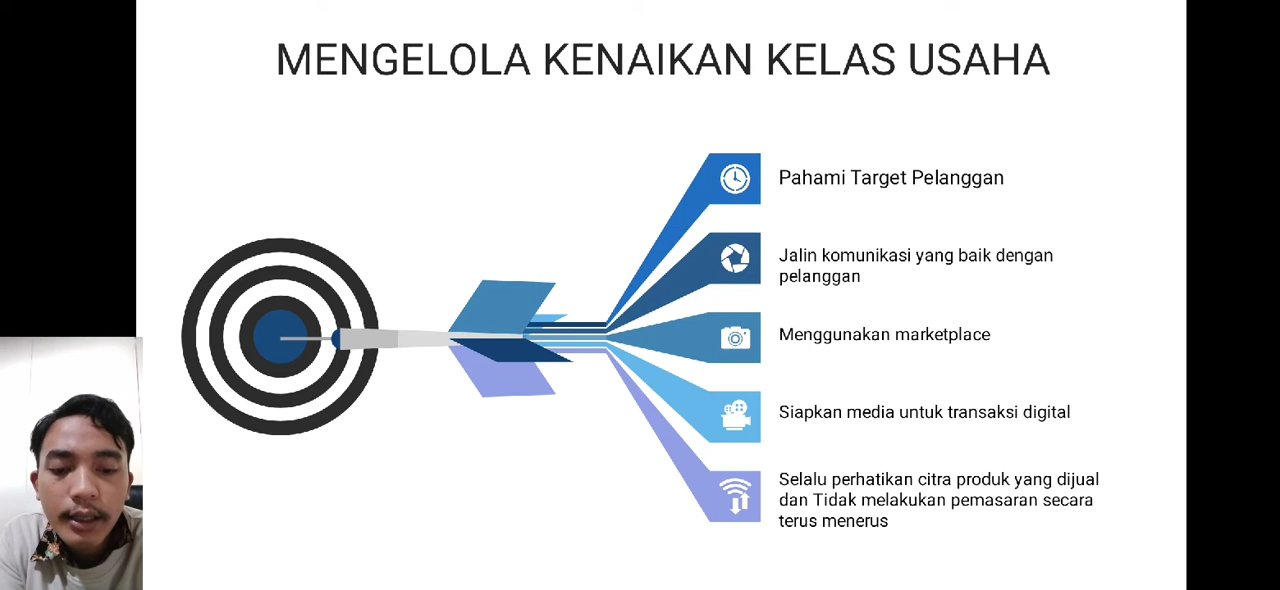 MENGELOLA KENAIKAN KELAS USAHA
Pahami Target Pelanggan
Jalin komunikasi yang baik dengan
pelanggan
Menggunakan marketplace
Siapkan media untuk transaksi digital
Selalu perhatikan citra produk yang dijual
dan Tidak melakukan pemasaran secara
terus menerus